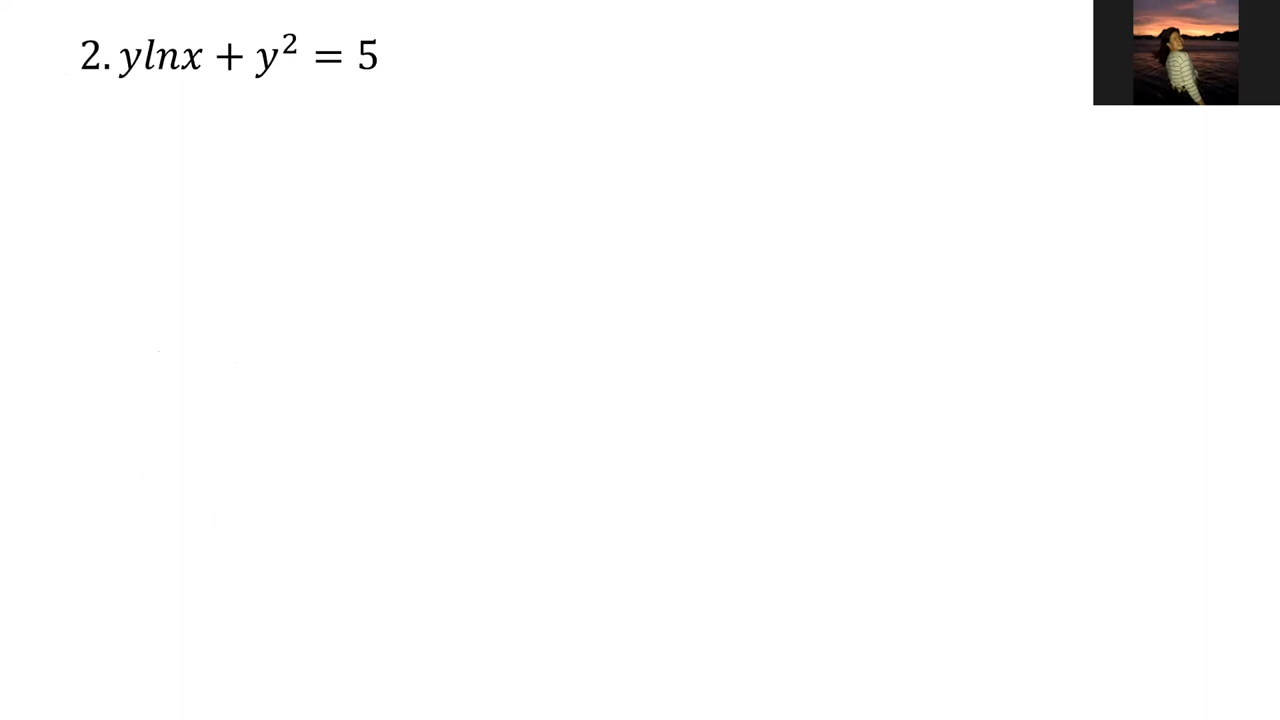 2. ylnx + y² = 5